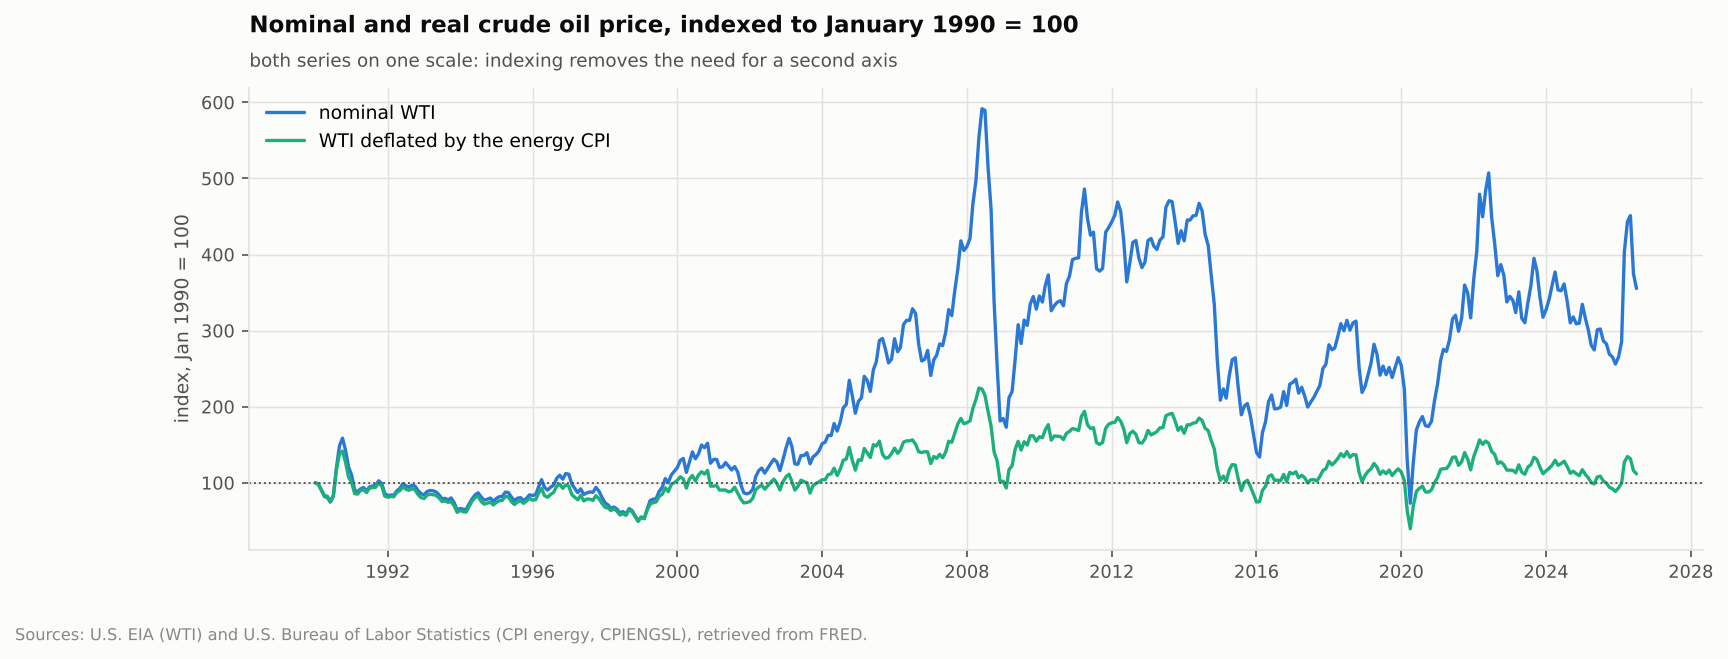 Nominal and real crude oil price, indexed to January 1990 = 100
both series on one scale: indexing removes the need for a second axis
nominal WTI
WTI deflated by the energy CPI
index, Jan 1990 = 100
600
500
400
300
200
100
1992
1996
2000
2004
2008
2012
2016
2020
2024
2028
Sources: U.S. EIA (WTI) and U.S. Bureau of Labor Statistics (CPI energy, CPIENGSL), retrieved from FRED.